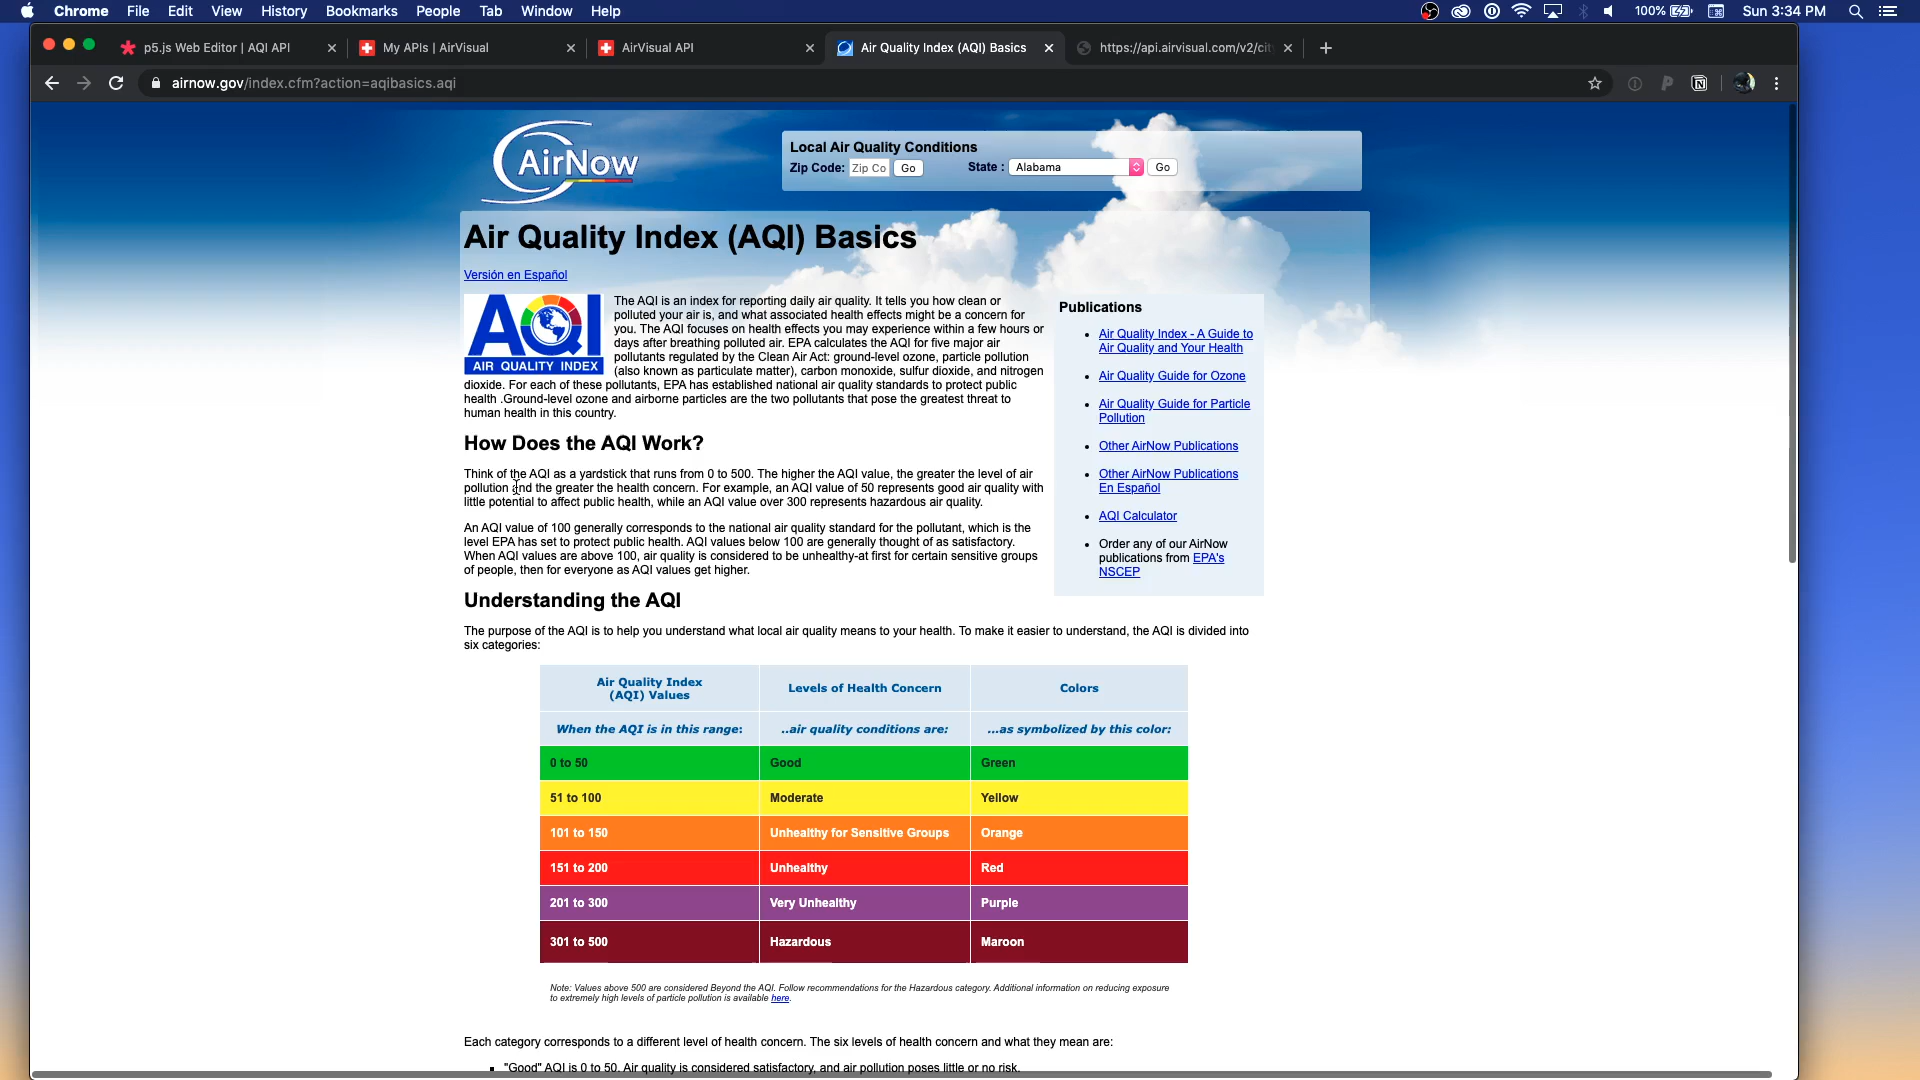 Chrome File Edit View History Bookmarks People Tab Window Help 100% Sun 3:34 PM
p5.js Web Editor | AQI API
My APIs | AirVisual
AirVisual API
Air Quality Index (AQI) Basics
https://api.airvisual.com/v2/cit
airnow.gov/index.cfm?action=aqibasics.aqi
AirNow
Local Air Quality Conditions
Zip Code: Zip Co Go State : Alabama Go
Air Quality Index (AQI) Basics
Versión en Español
AQI
AIR QUALITY INDEX
The AQI is an index for reporting daily air quality. It tells you how clean or
polluted your air is, and what associated health effects might be a concern for
you. The AQI focuses on health effects you may experience within a few hours or
days after breathing polluted air. EPA calculates the AQI for five major air
pollutants regulated by the Clean Air Act: ground-level ozone, particle pollution
(also known as particulate matter), carbon monoxide, sulfur dioxide, and nitrogen
dioxide. For each of these pollutants, EPA has established national air quality standards to protect public
health .Ground-level ozone and airborne particles are the two pollutants that pose the greatest threat to
human health in this country.
Publications
Air Quality Index - A Guide to
Air Quality and Your Health
Air Quality Guide for Ozone
Air Quality Guide for Particle
Pollution
Other AirNow Publications
Other AirNow Publications
En Español
AQI Calculator
Order any of our AirNow
publications from EPA's
NSCEP
How Does the AQI Work?
Think of the AQI as a yardstick that runs from 0 to 500. The higher the AQI value, the greater the level of air
pollution and the greater the health concern. For example, an AQI value of 50 represents good air quality with
little potential to affect public health, while an AQI value over 300 represents hazardous air quality.
An AQI value of 100 generally corresponds to the national air quality standard for the pollutant, which is the
level EPA has set to protect public health. AQI values below 100 are generally thought of as satisfactory.
When AQI values are above 100, air quality is considered to be unhealthy-at first for certain sensitive groups
of people, then for everyone as AQI values get higher.
Understanding the AQI
The purpose of the AQI is to help you understand what local air quality means to your health. To make it easier to understand, the AQI is divided into
six categories:
Air Quality Index
(AQI) Values
Levels of Health Concern
Colors
When the AQI is in this range: ..air quality conditions are: ...as symbolized by this color:
0 to 50 Good Green
51 to 100 Moderate Yellow
101 to 150 Unhealthy for Sensitive Groups Orange
151 to 200 Unhealthy Red
201 to 300 Very Unhealthy Purple
301 to 500 Hazardous Maroon
Note: Values above 500 are considered Beyond the AQI. Follow recommendations for the Hazardous category. Additional information on reducing exposure
to extremely high levels of particle pollution is available here.
Each category corresponds to a different level of health concern. The six levels of health concern and what they mean are:
"Good" AQI is 0 to 50. Air quality is considered satisfactory, and air pollution poses little or no risk.